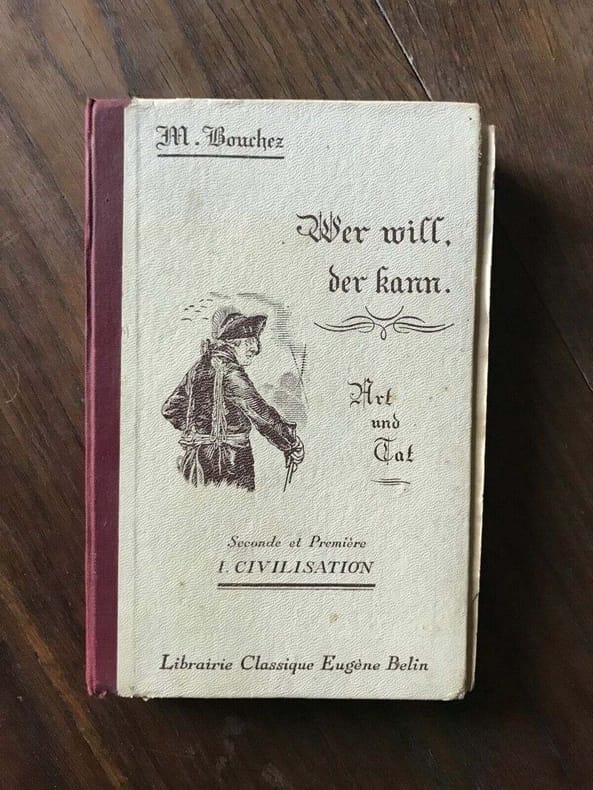 M. Bouchez
Wer will,
der kann.
Art
und
Tat
Seconde et Première
I. CIVILISATION
Librairie Classique Eugène Belin